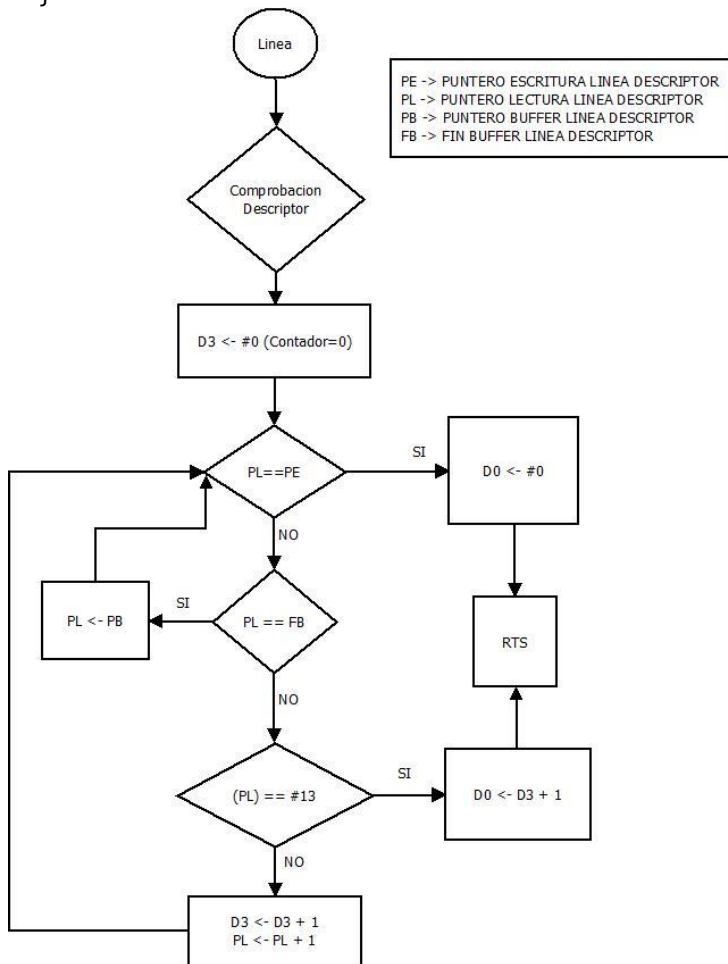 Linea
PE -> PUNTERO ESCRITURA LINEA DESCRIPTOR
PL -> PUNTERO LECTURA LINEA DESCRIPTOR
PB -> PUNTERO BUFFER LINEA DESCRIPTOR
FB -> FIN BUFFER LINEA DESCRIPTOR
Comprobacion
Descriptor
D3 <- #0 (Contador=0)
PL==PE
SI
D0 <- #0
NO
PL <- PB
SI
PL == FB
RTS
NO
(PL) == #13
SI
D0 <- D3 + 1
NO
D3 <- D3 + 1
PL <- PL + 1